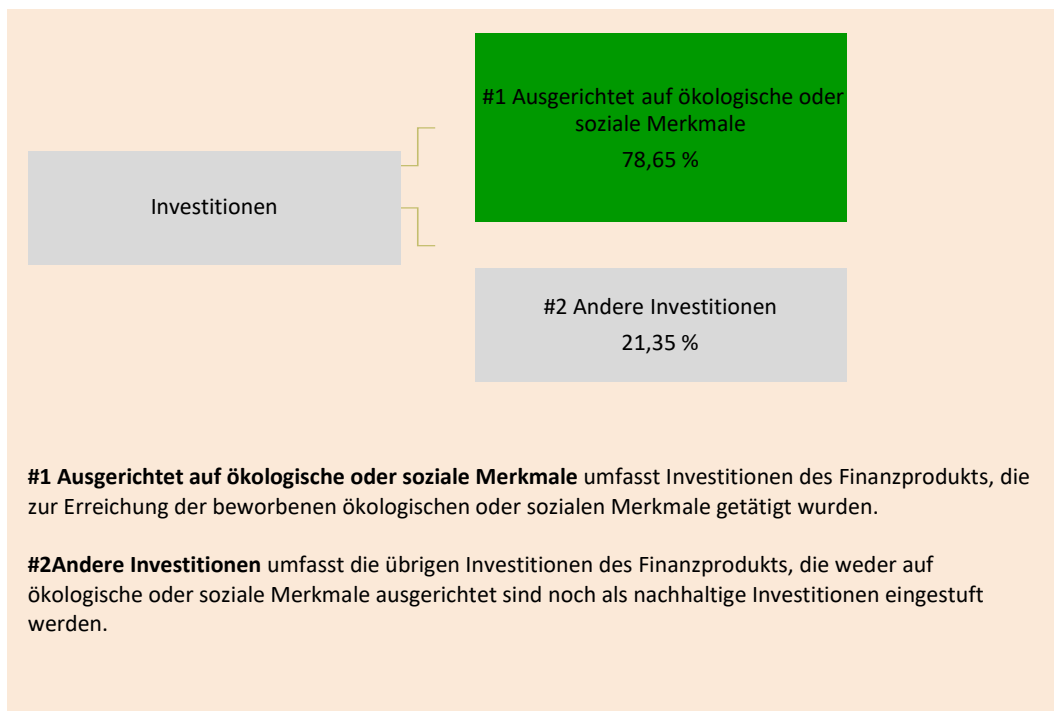 #1 Ausgerichtet auf ökologische oder
soziale Merkmale
78,65 %
Investitionen
#2 Andere Investitionen
21,35 %
#1 Ausgerichtet auf ökologische oder soziale Merkmale umfasst Investitionen des Finanzprodukts, die
zur Erreichung der beworbenen ökologischen oder sozialen Merkmale getätigt wurden.
#2Andere Investitionen umfasst die übrigen Investitionen des Finanzprodukts, die weder auf
ökologische oder soziale Merkmale ausgerichtet sind noch als nachhaltige Investitionen eingestuft
werden.